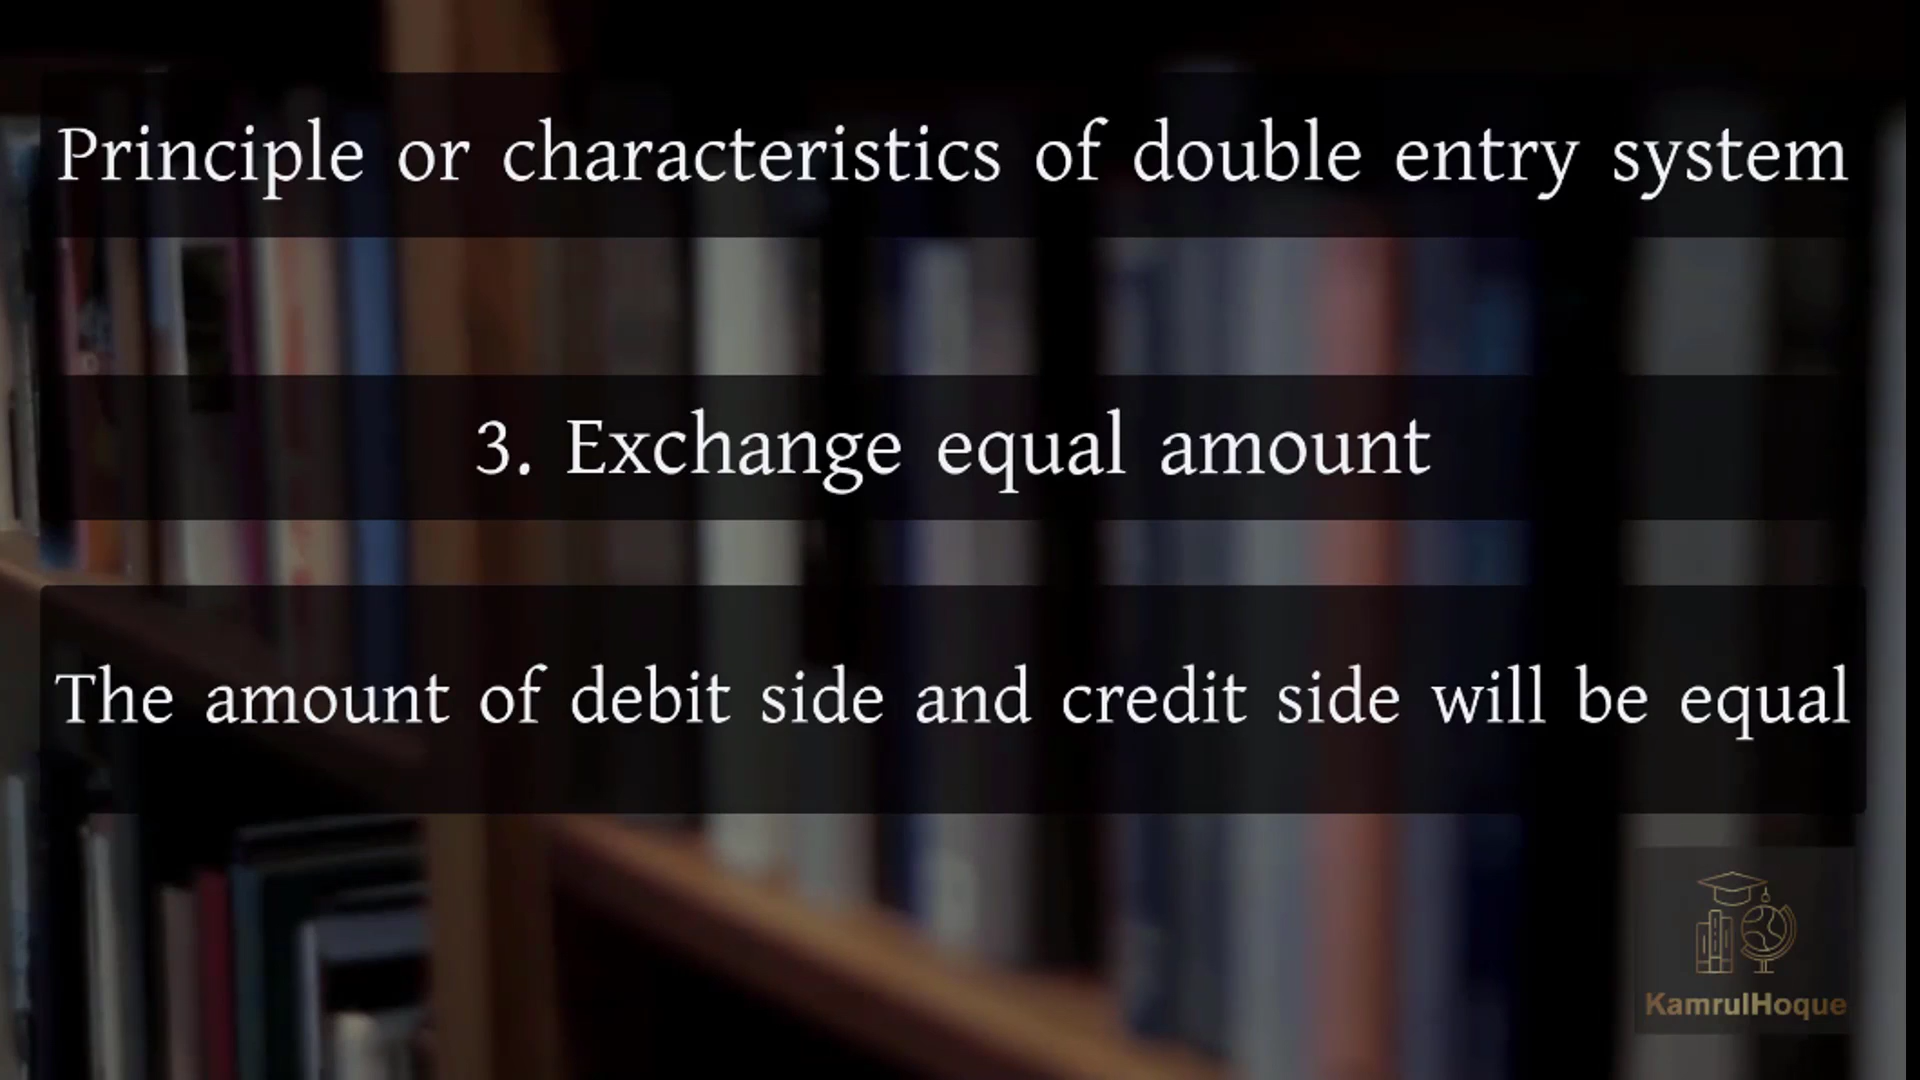 Principle or characteristics of double entry system
3. Exchange equal amount
The amount of debit side and credit side will be equal
KamrulHoque